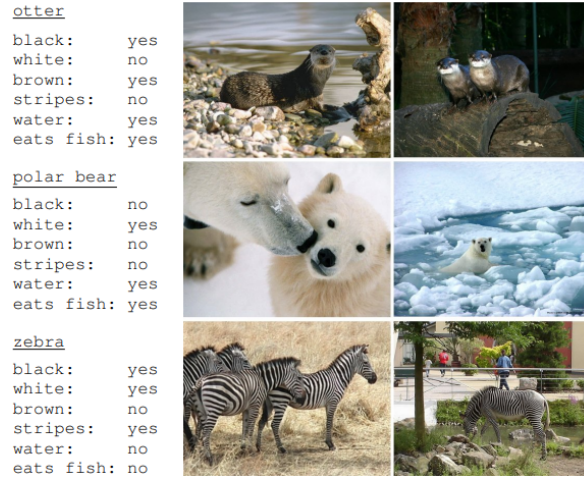 otter
black: yes
white: no
brown: yes
stripes: no
water: yes
eats fish: yes
polar bear
black: no
white: yes
brown: no
stripes: no
water: yes
eats fish: yes
zebra
black: yes
white: yes
brown: no
stripes: yes
water: no
eats fish: no